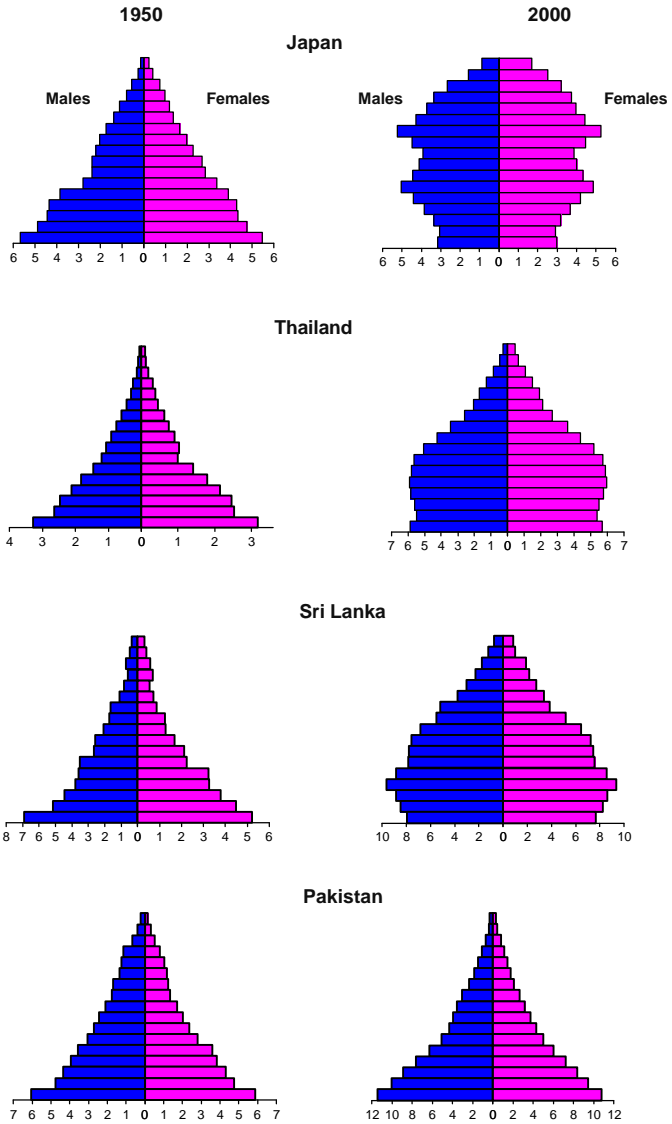 1950 2000
Japan
Males Females Males Females
6 5 4 3 2 1 0 1 2 3 4 5 6 6 5 4 3 2 1 0 1 2 3 4 5 6
Thailand
4 3 2 1 0 1 2 3 7 6 5 4 3 2 1 0 1 2 3 4 5 6 7
Sri Lanka
8 7 6 5 4 3 2 1 0 1 2 3 4 5 6 10 8 6 4 2 0 2 4 6 8 10
Pakistan
7 6 5 4 3 2 1 0 1 2 3 4 5 6 7 12 10 8 6 4 2 0 2 4 6 8 10 12